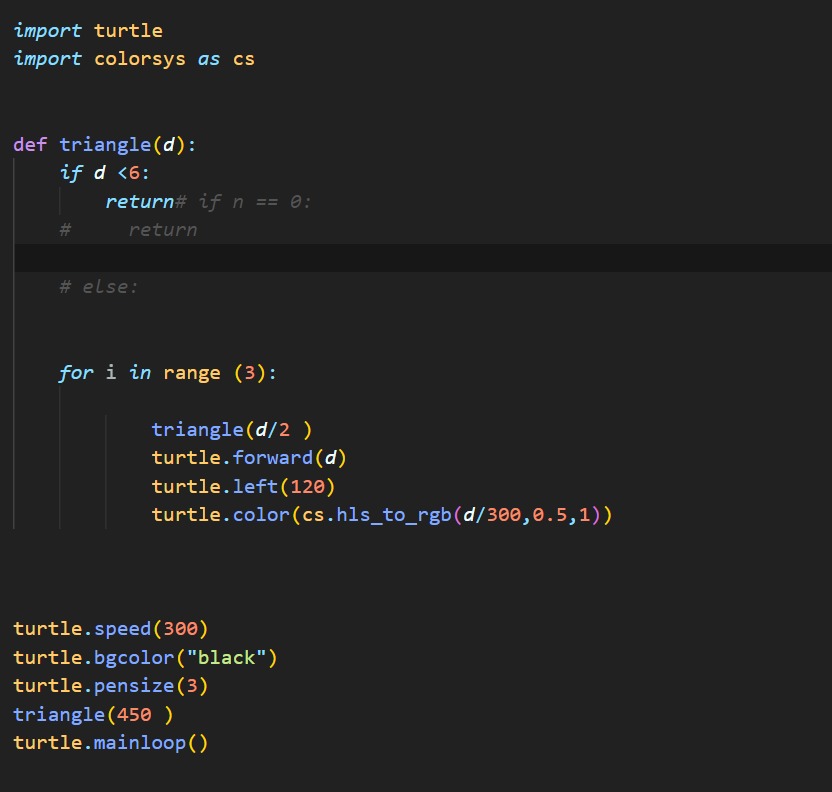 import turtle
import colorsys as cs
def triangle(d):
if d <6:
return# if n == 0:
#     return
# else:
for i in range (3):
triangle(d/2 )
turtle.forward(d)
turtle.left(120)
turtle.color(cs.hls_to_rgb(d/300,0.5,1))
turtle.speed(300)
turtle.bgcolor("black")
turtle.pensize(3)
triangle(450 )
turtle.mainloop()